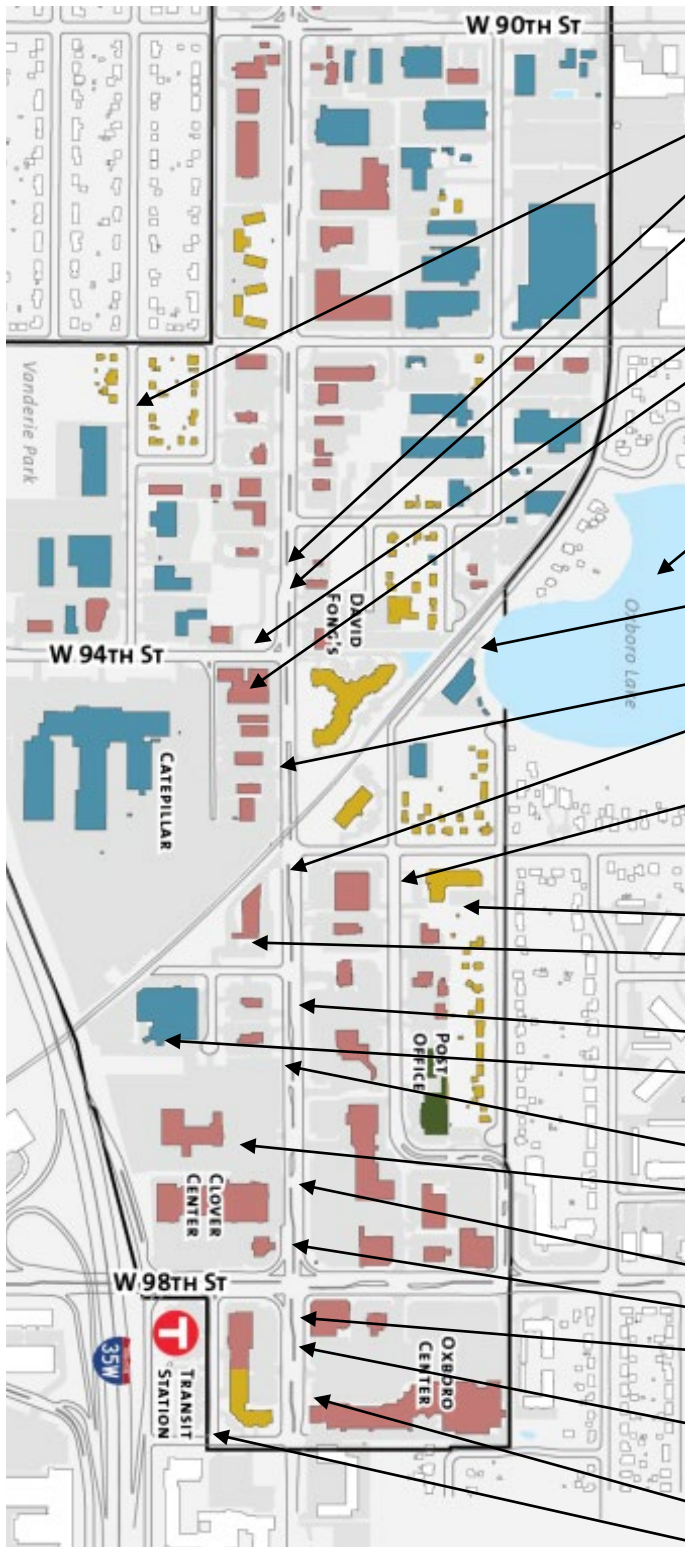 W 90TH ST
Vanderie Park
DAVID
FONG'S
Oxboro Lake
W 94TH ST
CATEPILLAR
POST
OFFICE
CLOVER
CENTER
W 98TH ST
OXBORO
CENTER
35W
T
TRANSIT
STATION